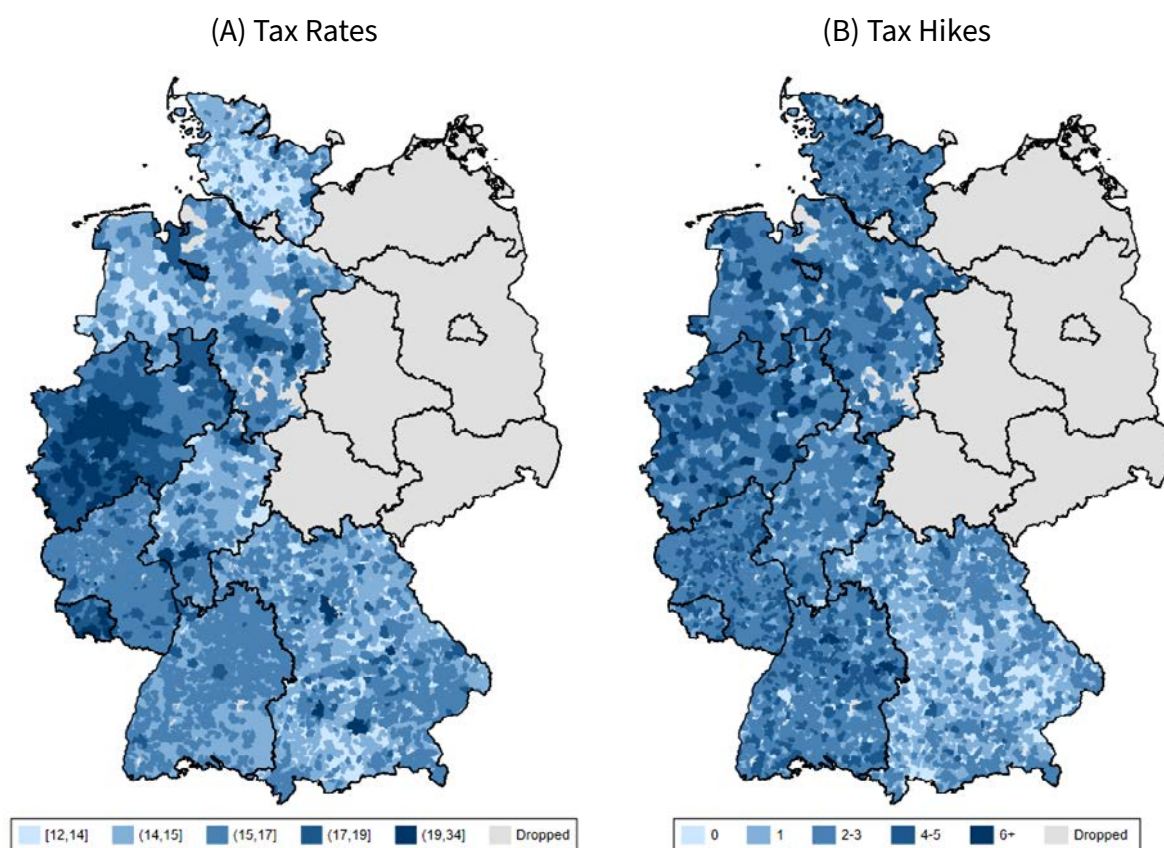 (A) Tax Rates
(B) Tax Hikes
[12,14] (14,15] (15,17] (17,19] (19,34] Dropped
0 1 2-3 4-5 6+ Dropped